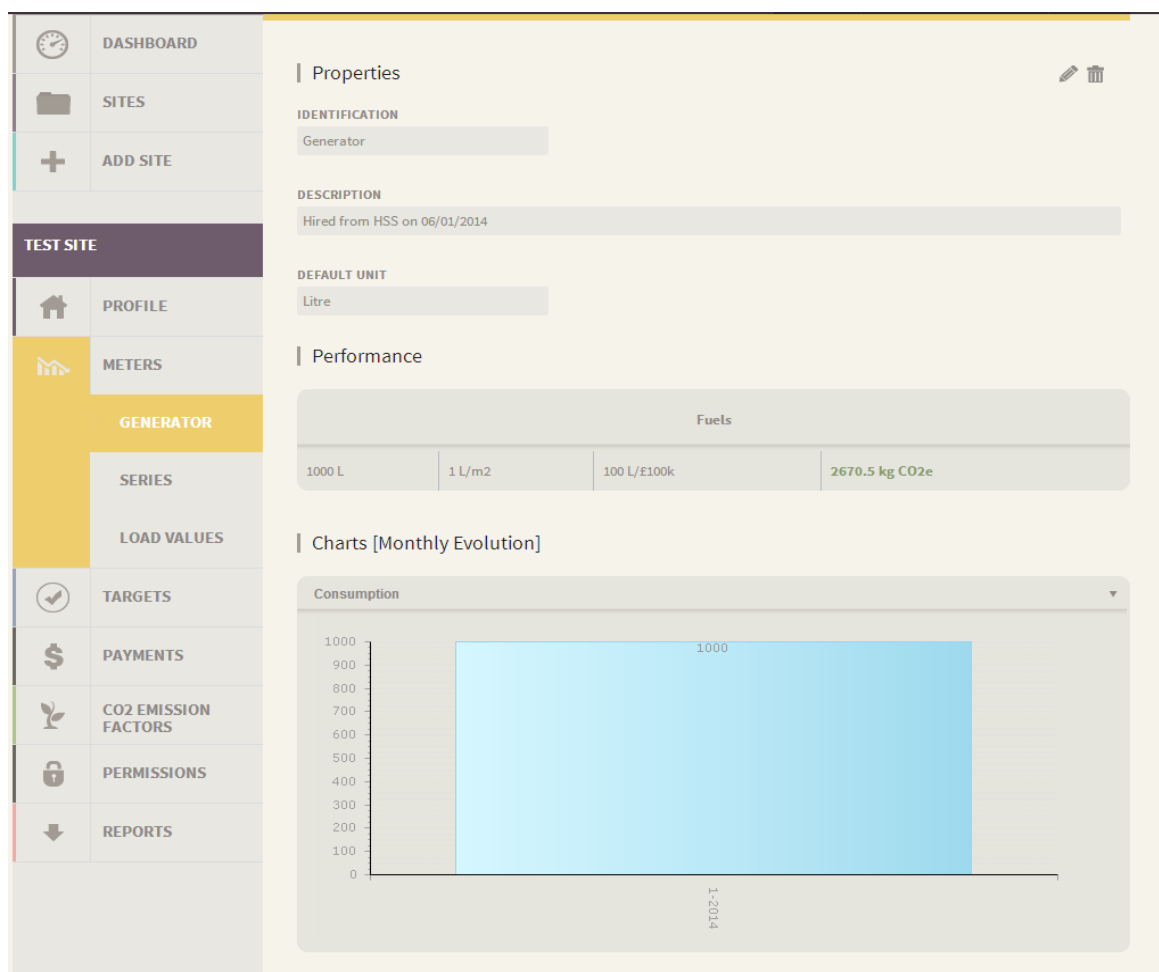 DASHBOARD
SITES
ADD SITE
TEST SITE
PROFILE
METERS
GENERATOR
SERIES
LOAD VALUES
TARGETS
PAYMENTS
CO2 EMISSION
FACTORS
PERMISSIONS
REPORTS
Properties
IDENTIFICATION
Generator
DESCRIPTION
Hired from HSS on 06/01/2014
DEFAULT UNIT
Litre
Performance
Fuels
1000 L 1 L/m2 100 L/£100k 2670.5 kg CO2e
Charts [Monthly Evolution]
Consumption
1000
900
800
700
600
500
400
300
200
100
0
1000
1-2014